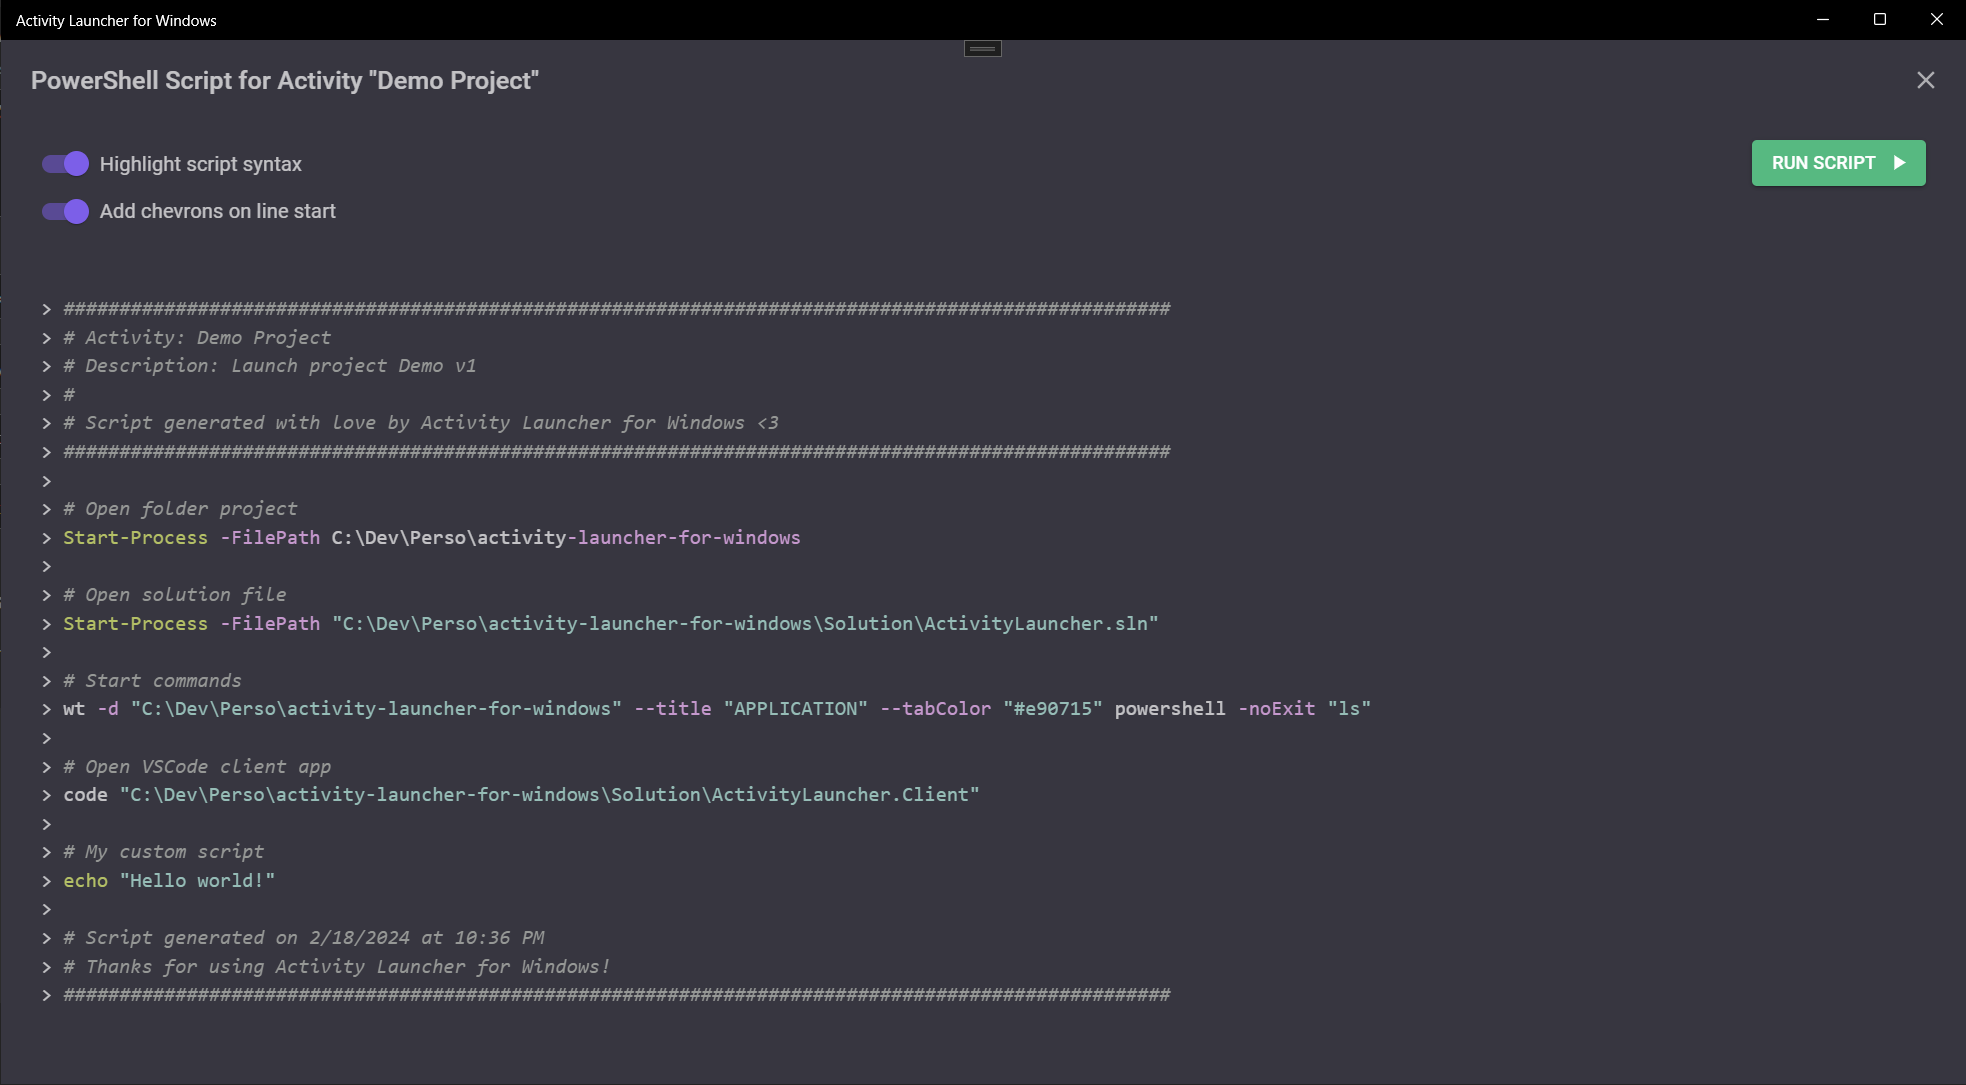 Activity Launcher for Windows
PowerShell Script for Activity "Demo Project"
Highlight script syntax
RUN SCRIPT
Add chevrons on line start
> ###################################################################################################
> # Activity: Demo Project
> # Description: Launch project Demo v1
> #
> # Script generated with love by Activity Launcher for Windows <3
> ###################################################################################################
>
> # Open folder project
> Start-Process -FilePath C:\Dev\Perso\activity-launcher-for-windows
>
> # Open solution file
> Start-Process -FilePath "C:\Dev\Perso\activity-launcher-for-windows\Solution\ActivityLauncher.sln"
>
> # Start commands
> wt -d "C:\Dev\Perso\activity-launcher-for-windows" --title "APPLICATION" --tabColor "#e90715" powershell -noExit "ls"
>
> # Open VSCode client app
> code "C:\Dev\Perso\activity-launcher-for-windows\Solution\ActivityLauncher.Client"
>
> # My custom script
> echo "Hello world!"
>
> # Script generated on 2/18/2024 at 10:36 PM
> # Thanks for using Activity Launcher for Windows!
> ###################################################################################################